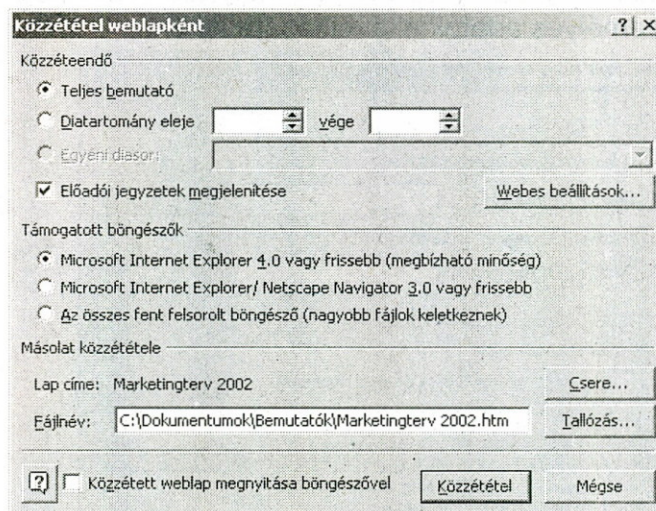 Közzététel weblapként
Közzéteendő
Teljes bemutató
Diatartomány eleje vége
Egyéni diasor:
Előadói jegyzetek megjelenítése Webes beállítások...
Támogatott böngészők
Microsoft Internet Explorer 4.0 vagy frissebb (megbízható minőség)
Microsoft Internet Explorer/ Netscape Navigator 3.0 vagy frissebb
Az összes fent felsorolt böngésző (nagyobb fájlok keletkeznek)
Másolat közzététele
Lap címe: Marketingterv 2002 Csere...
Fájlnév: C:\Dokumentumok\Bemutatók\Marketingterv 2002.htm Tallózás...
Közzétett weblap megnyitása böngészővel Közzététel Mégse